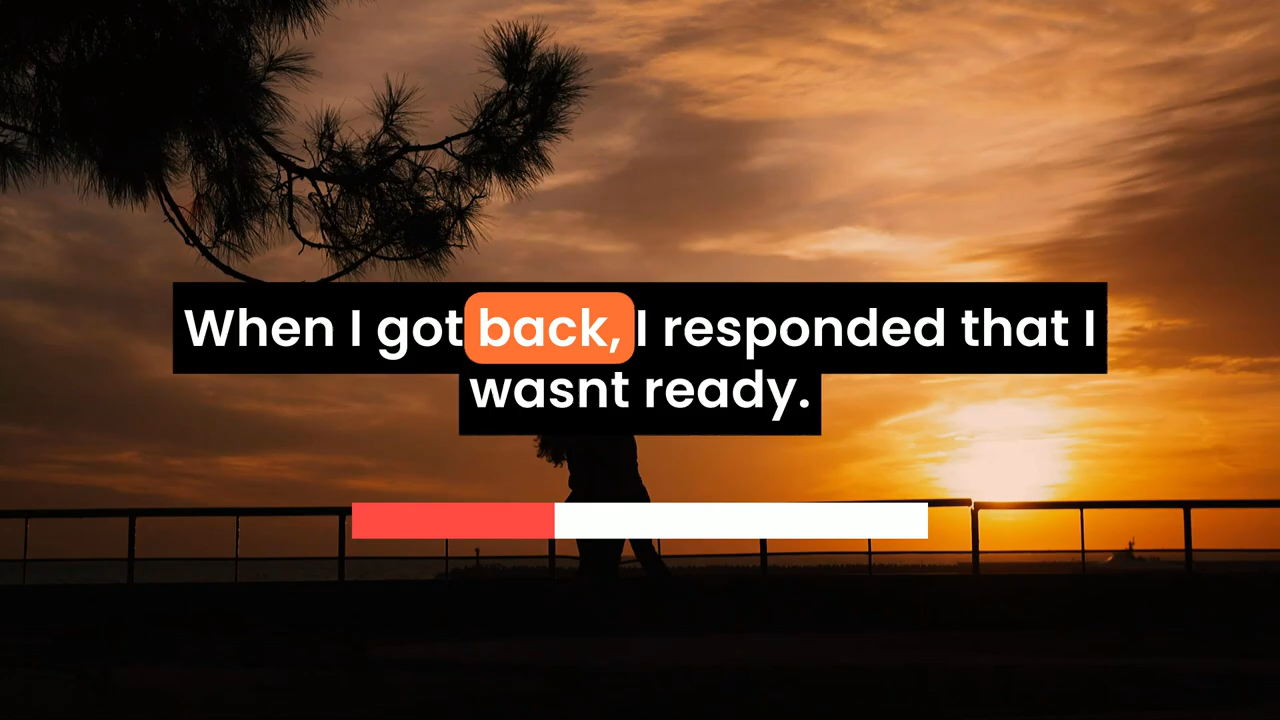 When I got back, I responded that I
wasnt ready.